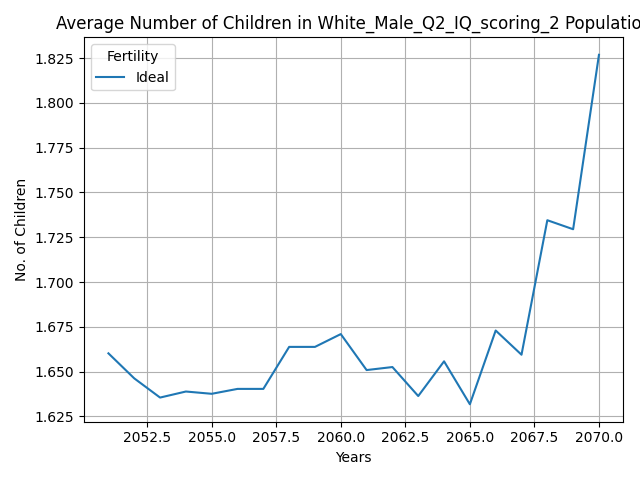 Average Number of Children in White_Male_Q2_IQ_scoring_2 Populatio
Fertility
Ideal
No. of Children
1.825
1.800
1.775
1.750
1.725
1.700
1.675
1.650
1.625
2052.5 2055.0 2057.5 2060.0 2062.5 2065.0 2067.5 2070.0
Years